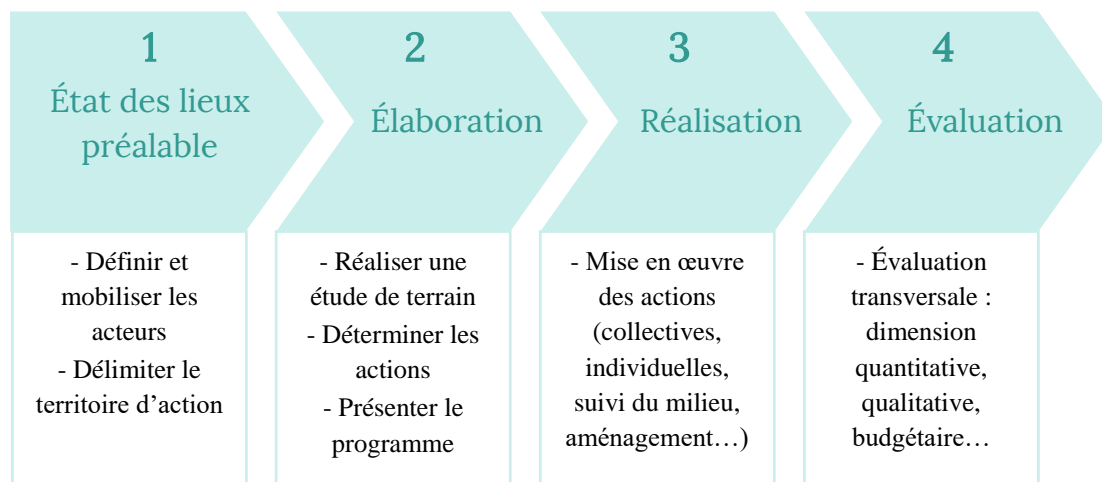 1
État des lieux
préalable
- Définir et
mobiliser les
acteurs
- Délimiter le
territoire d’action
2
Élaboration
- Réaliser une
étude de terrain
- Déterminer les
actions
- Présenter le
programme
3
Réalisation
- Mise en œuvre
des actions
(collectives,
individuelles,
suivi du milieu,
aménagement…)
4
Évaluation
- Évaluation
transversale :
dimension
quantitative,
qualitative,
budgétaire…